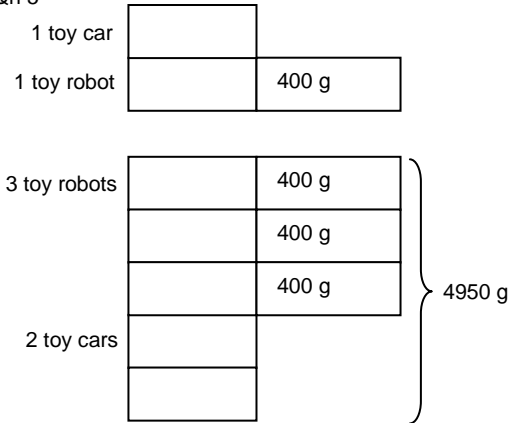 1 toy car
1 toy robot 400 g
3 toy robots 400 g
400 g
400 g
4950 g
2 toy cars